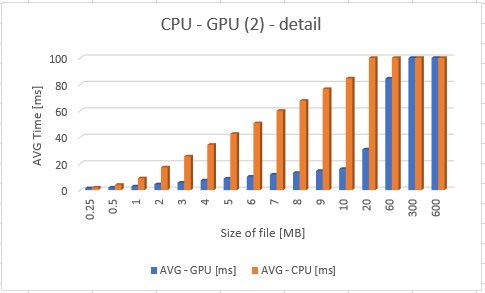 CPU - GPU (2) - detail
AVG Time [ms]
100
80
60
40
20
0
0.25 0.5 1 2 3 4 5 6 7 8 9 10 20 60 300 600
Size of file [MB]
AVG - GPU [ms] AVG - CPU [ms]